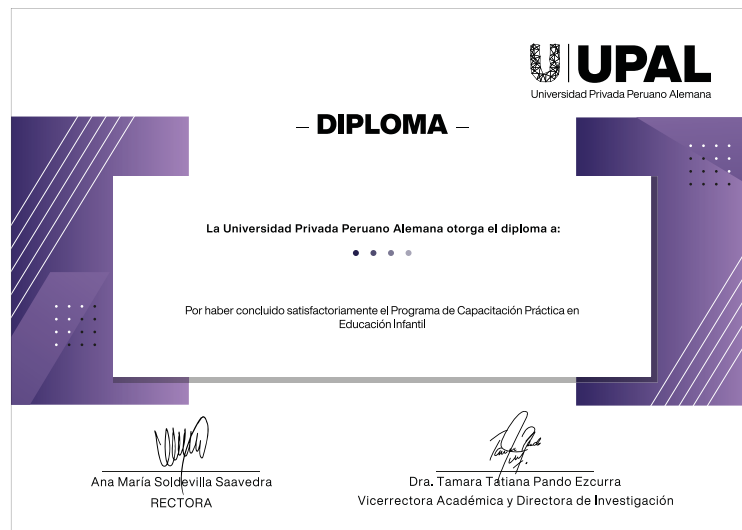 UPAL
Universidad Privada Peruano Alemana
– DIPLOMA –
La Universidad Privada Peruano Alemana otorga el diploma a:
Por haber concluido satisfactoriamente el Programa de Capacitación Práctica en
Educación Infantil
Ana María Soldevilla Saavedra
RECTORA
Dra. Tamara Tatiana Pando Ezcurra
Vicerrectora Académica y Directora de Investigación